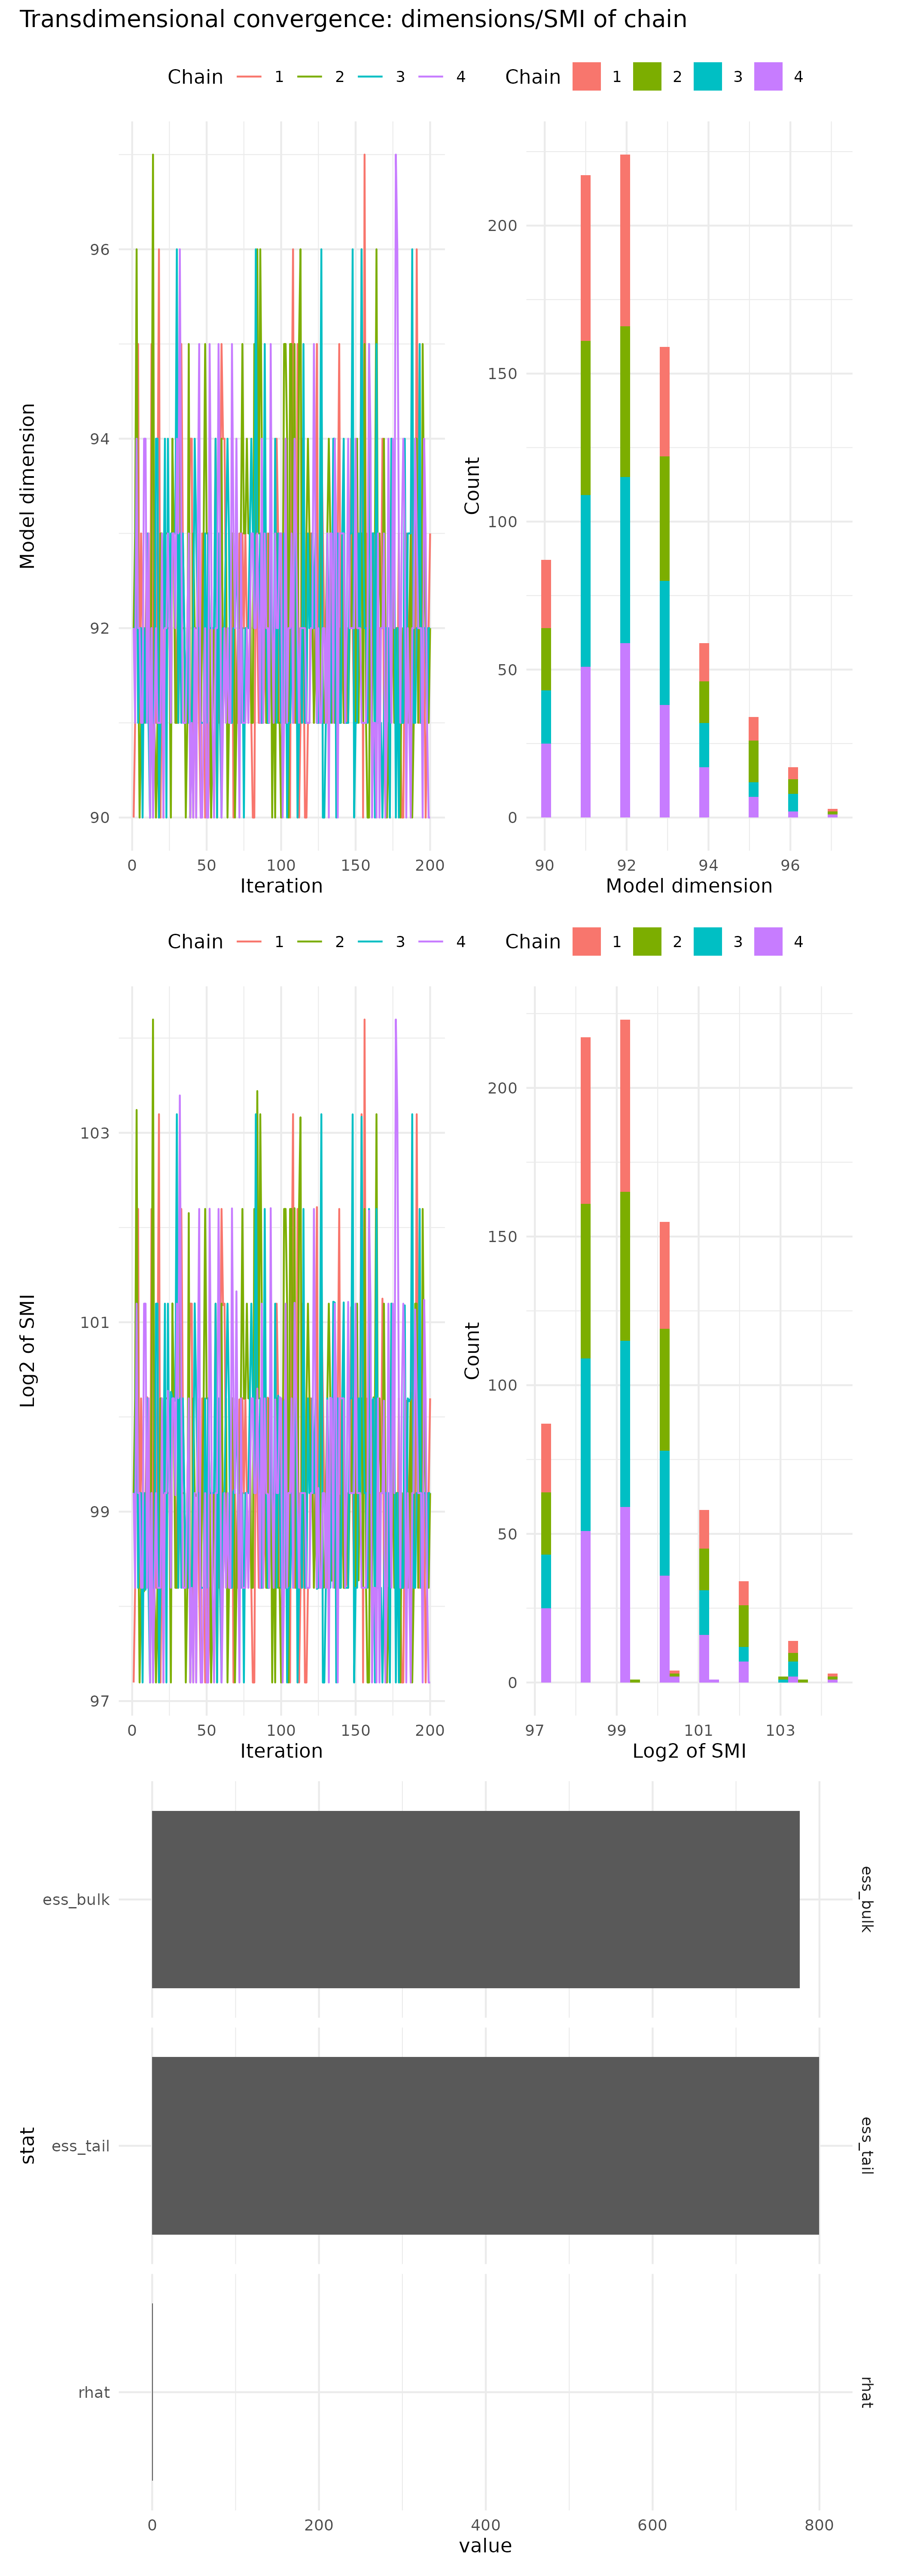 Transdimensional convergence: dimensions/SMI of chain
Chain 1 2 3 4
Chain 1 2 3 4
Model dimension
96
94
92
90
0 50 100 150 200
Iteration
Count
200
150
100
50
0
90 92 94 96
Model dimension
Chain 1 2 3 4
Chain 1 2 3 4
Log2 of SMI
103
101
99
97
0 50 100 150 200
Iteration
Count
200
150
100
50
0
97 99 101 103
Log2 of SMI
stat
ess_bulk
ess_bulk
ess_tail
ess_tail
rhat
rhat
0 200 400 600 800
value